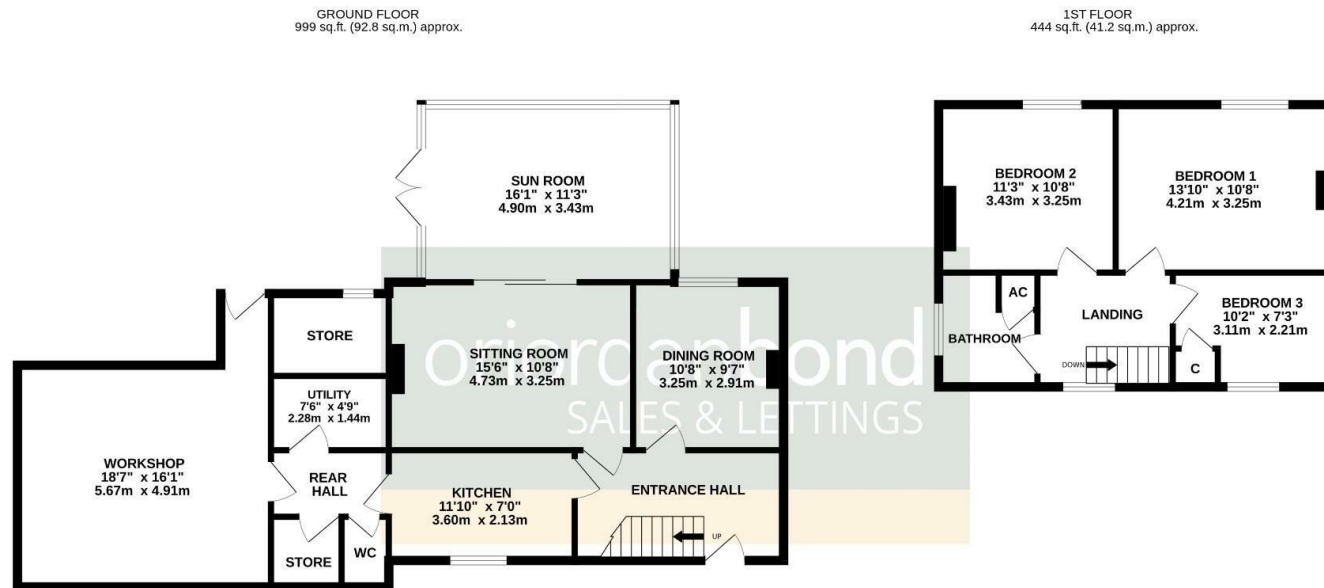 GROUND FLOOR
999 sq.ft. (92.8 sq.m.) approx.
SUN ROOM
16'1" x 11'3"
4.90m x 3.43m
STORE
SITTING ROOM
15'6" x 10'8"
4.73m x 3.25m
DINING ROOM
10'8" x 9'7"
3.25m x 2.91m
UTILITY
7'6" x 4'9"
2.28m x 1.44m
WORKSHOP
18'7" x 16'1"
5.67m x 4.91m
REAR
HALL
KITCHEN
11'10" x 7'0"
3.60m x 2.13m
ENTRANCE HALL
UP
STORE
WC
oriordanbond
SALES & LETTINGS
1ST FLOOR
444 sq.ft. (41.2 sq.m.) approx.
BEDROOM 2
11'3" x 10'8"
3.43m x 3.25m
BEDROOM 1
13'10" x 10'8"
4.21m x 3.25m
AC
LANDING
BEDROOM 3
10'2" x 7'3"
3.11m x 2.21m
BATHROOM
DOWN
C